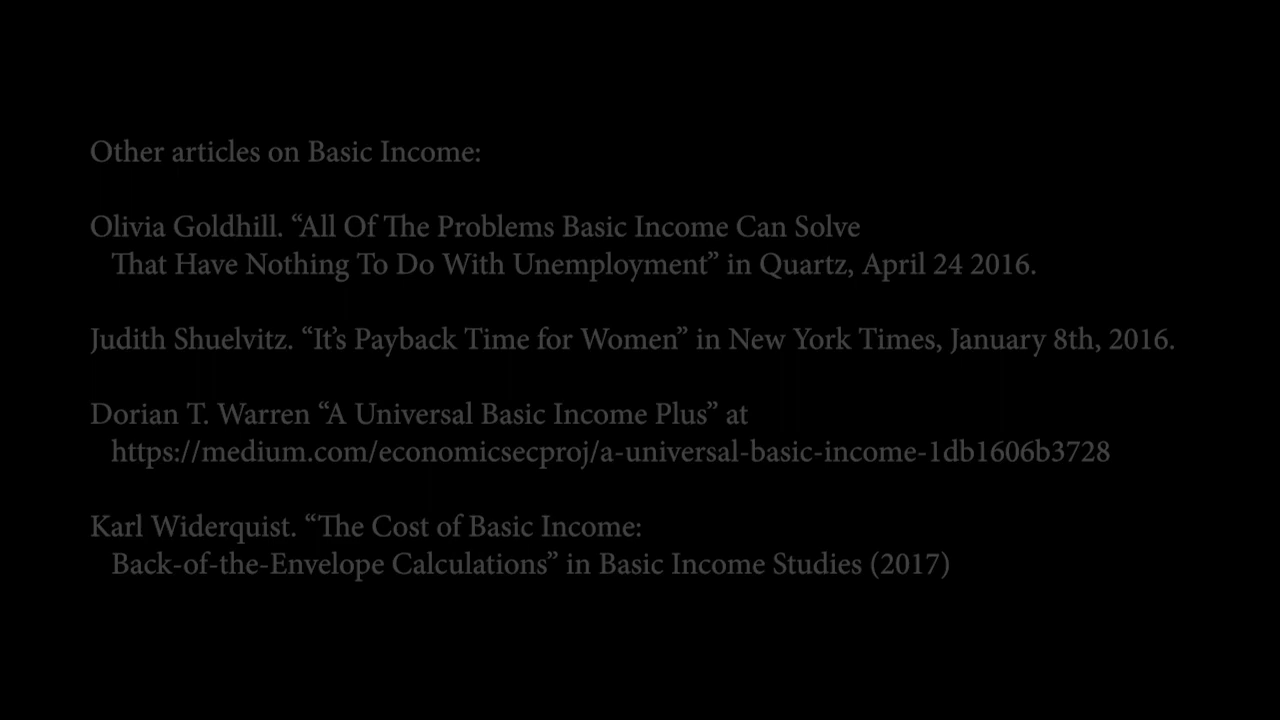 Other articles on Basic Income:
Olivia Goldhill. “All Of The Problems Basic Income Can Solve
That Have Nothing To Do With Unemployment” in Quartz, April 24 2016.
Judith Shuelvitz. “It’s Payback Time for Women” in New York Times, January 8th, 2016.
Dorian T. Warren “A Universal Basic Income Plus” at
https://medium.com/economicsecproj/a-universal-basic-income-1db1606b3728
Karl Widerquist. “The Cost of Basic Income:
Back-of-the-Envelope Calculations” in Basic Income Studies (2017)